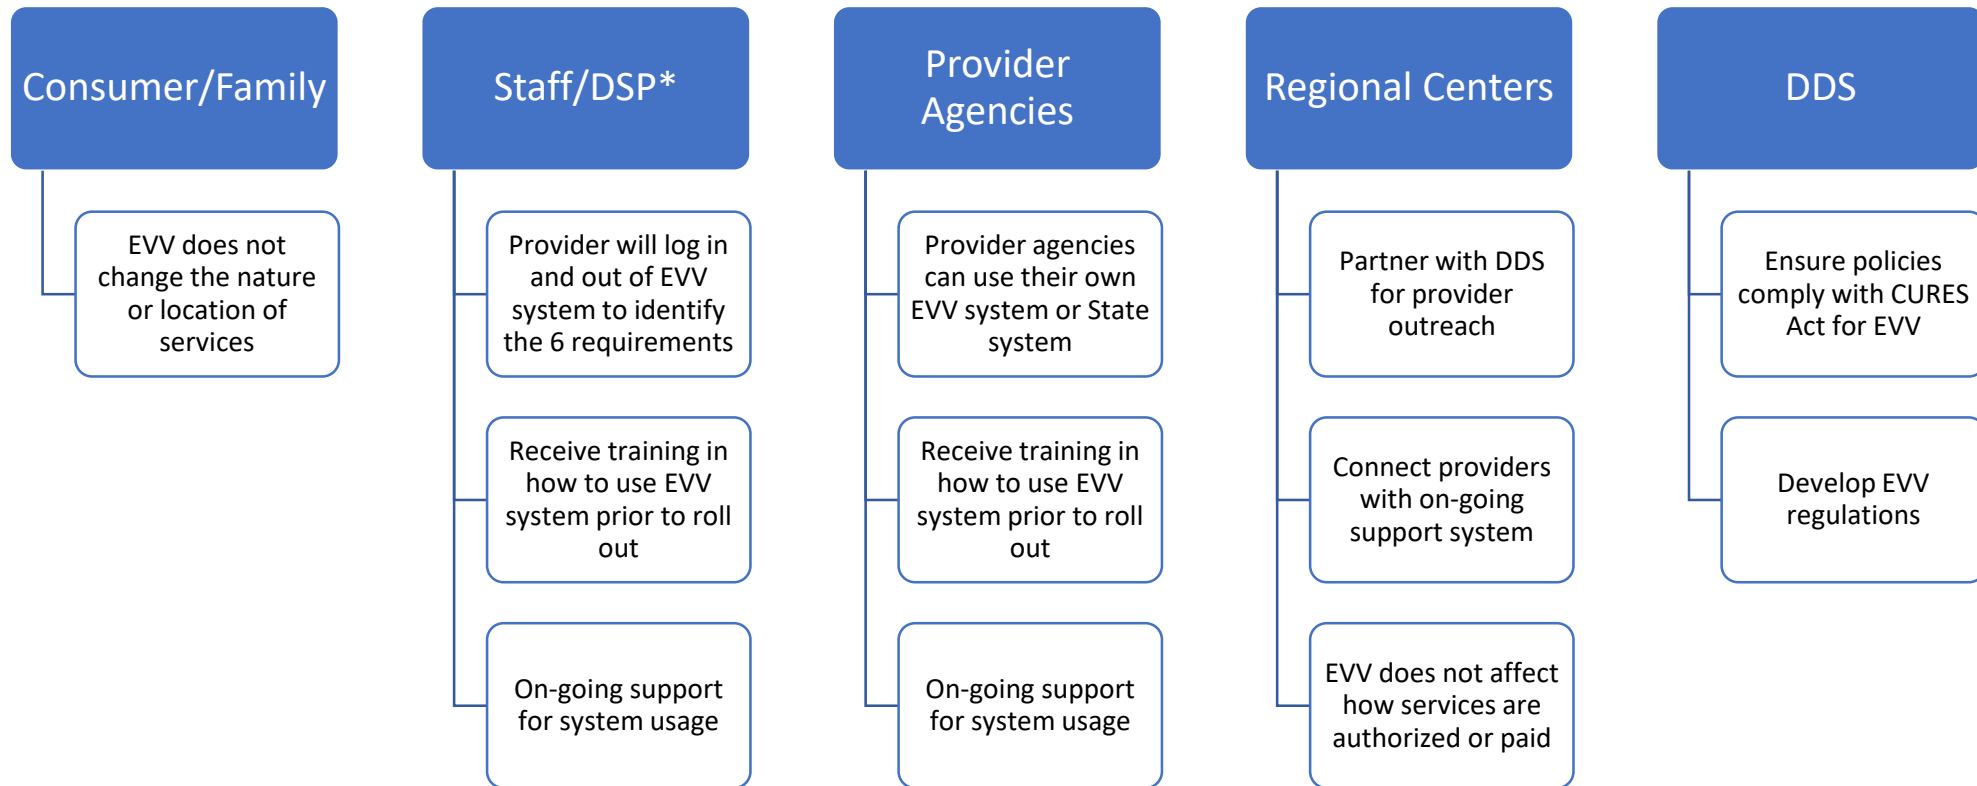 Consumer/Family
EVV does not
change the nature
or location of
services
Staff/DSP*
Provider will log in
and out of EVV
system to identify
the 6 requirements
Receive training in
how to use EVV
system prior to roll
out
On-going support
for system usage
Provider
Agencies
Provider agencies
can use their own
EVV system or State
system
Receive training in
how to use EVV
system prior to roll
out
On-going support
for system usage
Regional Centers
Partner with DDS
for provider
outreach
Connect providers
with on-going
support system
EVV does not affect
how services are
authorized or paid
DDS
Ensure policies
comply with CURES
Act for EVV
Develop EVV
regulations